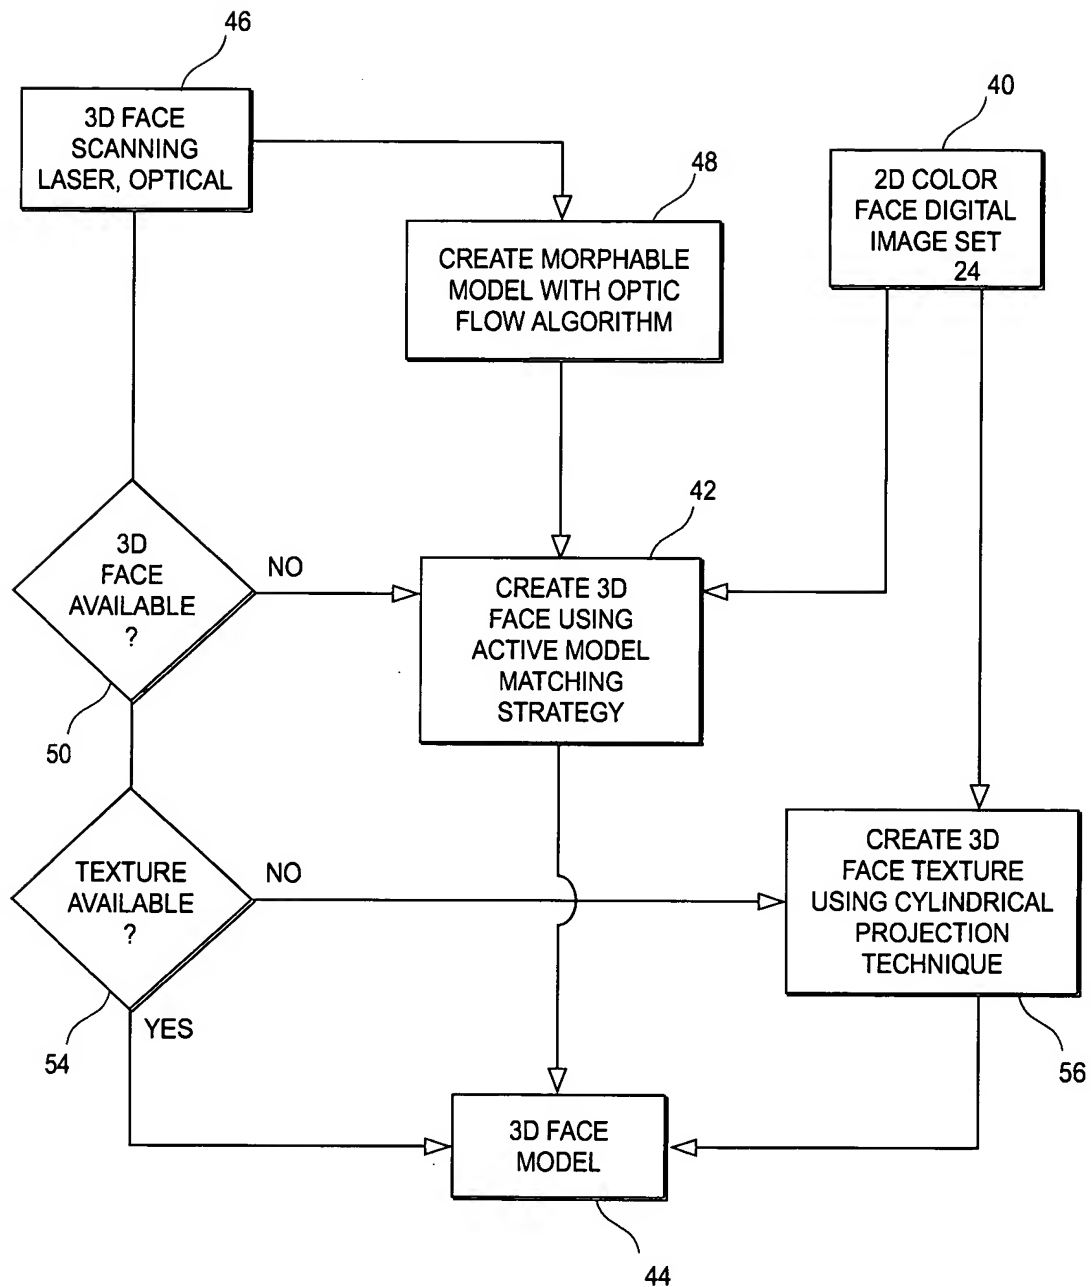 46
3D FACE
SCANNING
LASER, OPTICAL
40
2D COLOR
FACE DIGITAL
IMAGE SET
24
48
CREATE MORPHABLE
MODEL WITH OPTIC
FLOW ALGORITHM
42
3D
FACE
AVAILABLE
?
NO
50
CREATE 3D
FACE USING
ACTIVE MODEL
MATCHING
STRATEGY
TEXTURE
AVAILABLE
?
NO
YES
54
CREATE 3D
FACE TEXTURE
USING CYLINDRICAL
PROJECTION
TECHNIQUE
56
3D FACE
MODEL
44